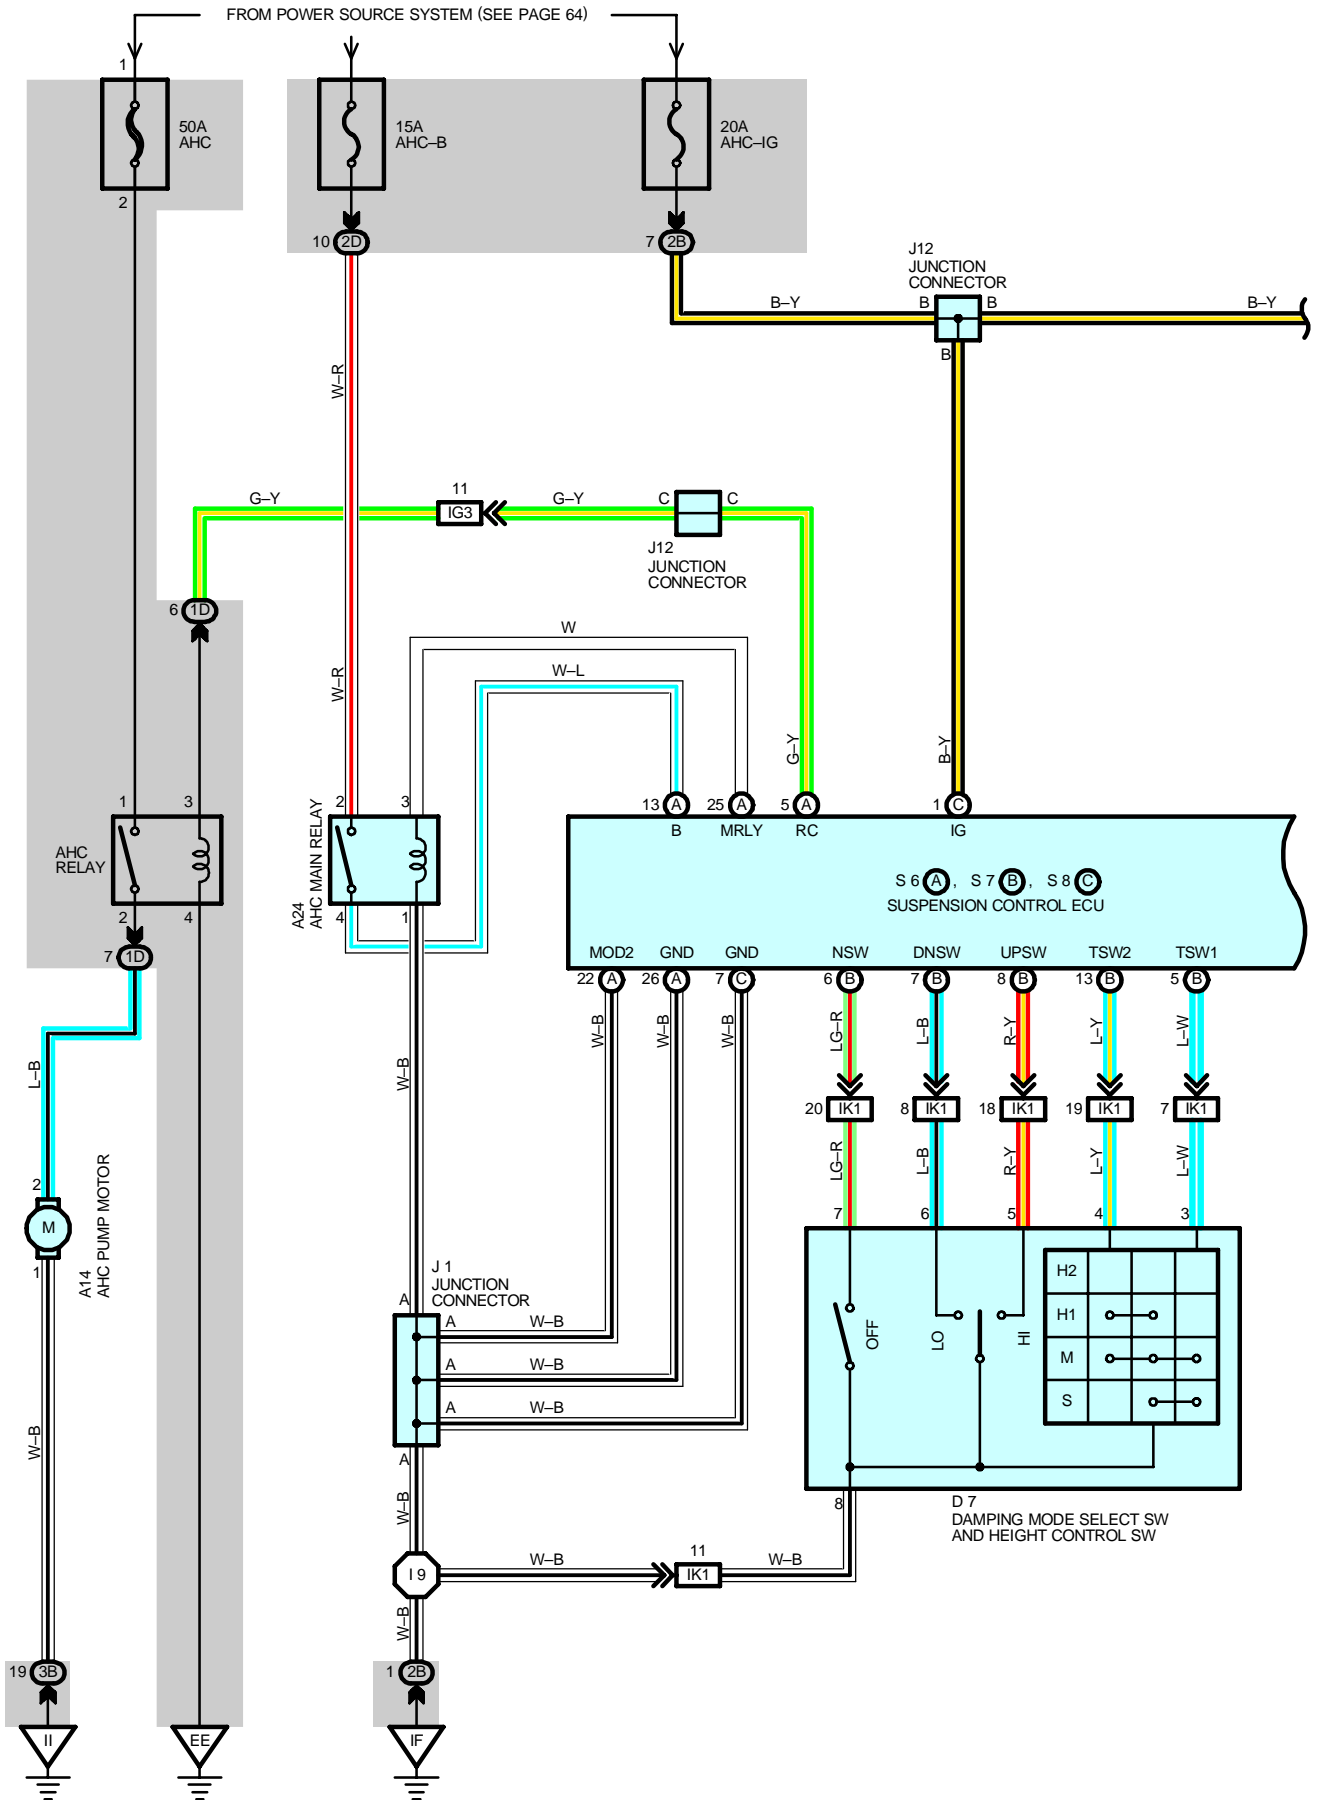 FROM POWER SOURCE SYSTEM (SEE PAGE 64)
1
50A
AHC
15A
AHC–B
20A
AHC–IG
2
10 2D
7 2B
J12
JUNCTION
CONNECTOR
B–Y
B
B
B–Y
B
W–R
G–Y
11
IG3
G–Y
C
C
J12
JUNCTION
CONNECTOR
6 1D
W
W–L
W–R
G–Y
B–Y
1
3
2
3
13 A
25 A
5 A
1 C
B
MRLY
RC
IG
AHC
RELAY
A24
AHC MAIN RELAY
S 6 A , S 7 B , S 8 C
SUSPENSION CONTROL ECU
2
4
4
1
7 1D
MOD2
GND
GND
NSW
DNSW
UPSW
TSW2
TSW1
22 A
26 A
7 C
6 B
7 B
8 B
13 B
5 B
L–B
W–B
W–B
W–B
W–B
LG–R
L–B
R–Y
L–Y
L–W
20 IK1
8 IK1
18 IK1
19 IK1
7 IK1
LG–R
L–B
R–Y
L–Y
L–W
2
M
1
A14
AHC PUMP MOTOR
7
6
5
4
3
J 1
JUNCTION
CONNECTOR
A
A
W–B
A
W–B
A
W–B
A
OFF
LO
HI
H2
H1
M
S
W–B
W–B
8
D 7
DAMPING MODE SELECT SW
AND HEIGHT CONTROL SW
I 9
W–B
11
IK1
W–B
W–B
19 3B
1 2B
II
EE
IF